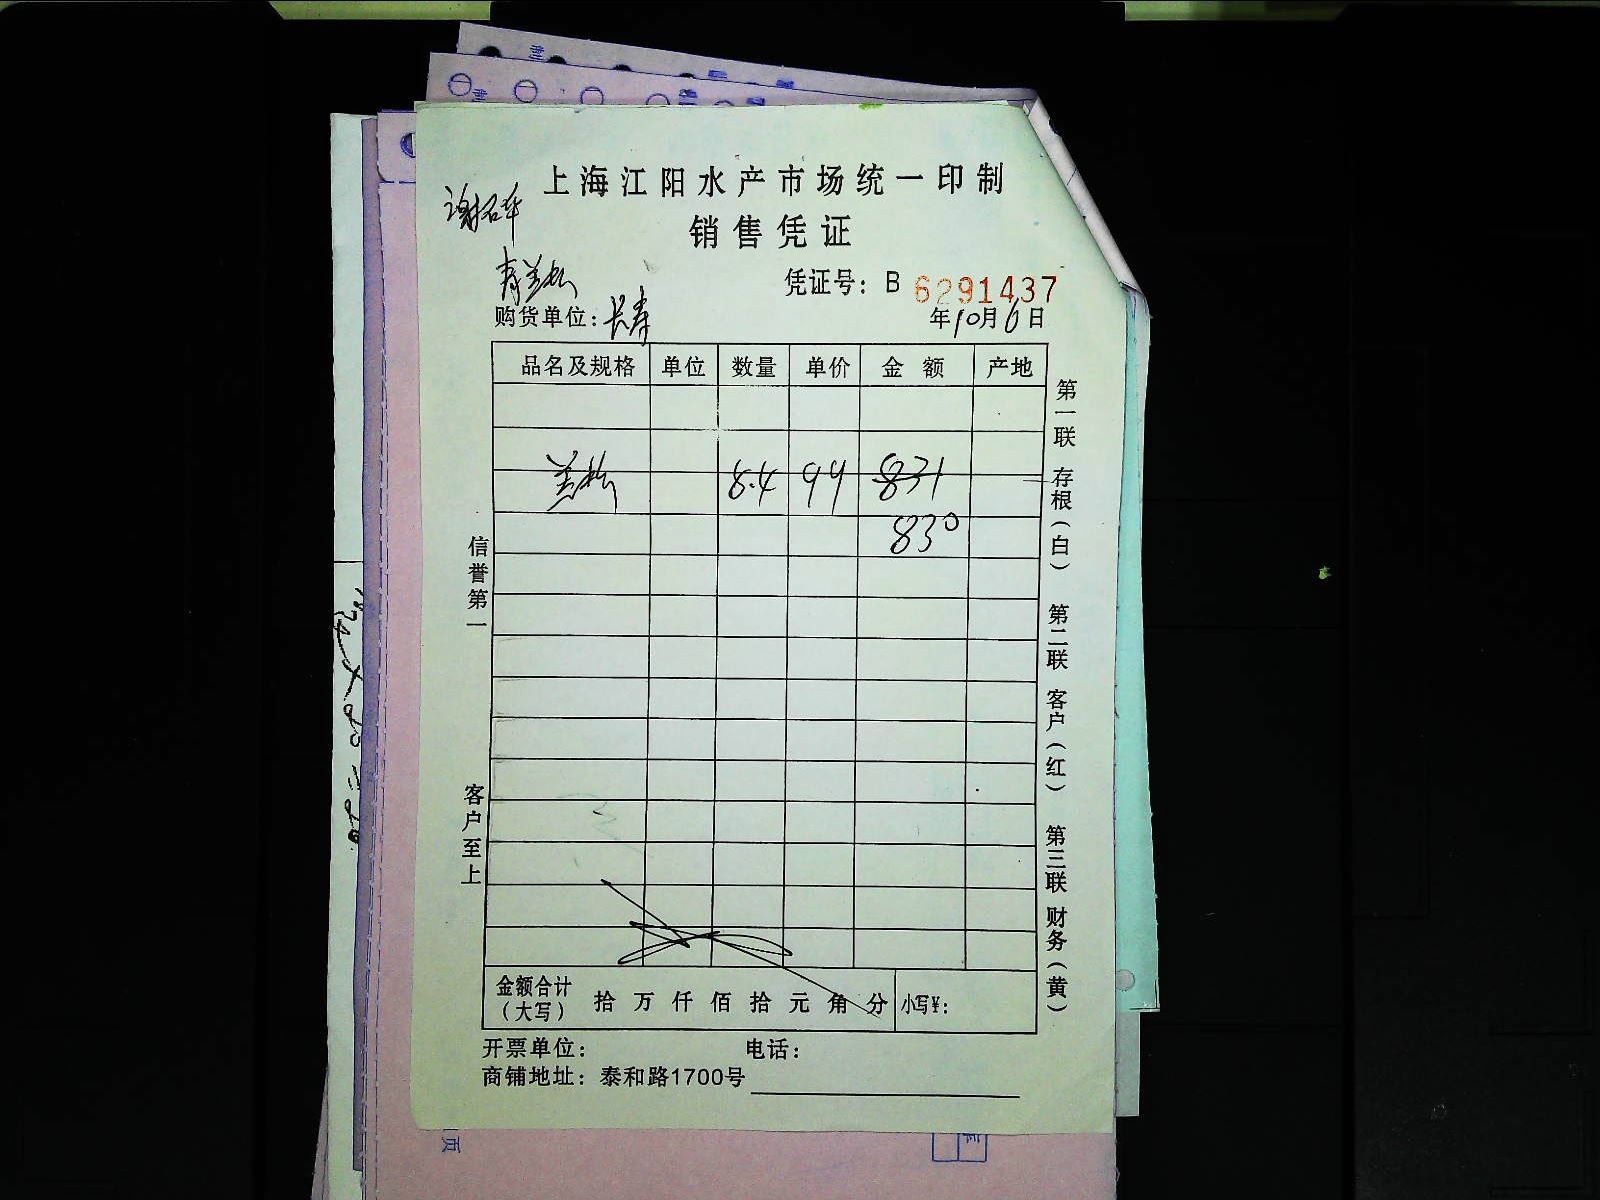 上海江阳水产市场统一印制
销售凭证
凭证号：B 6291437
购货单位：长寿
年10月6日
品名及规格 单位 数量 单价 金额 产地
8.4 99 831
830
信誉第一
客户至上
第一联 存根（白） 第二联 客户（红） 第三联 财务（黄）
金额合计（大写） 拾 万 仟 佰 拾 元 角 分 小写¥：
开票单位： 电话：
商铺地址：泰和路1700号